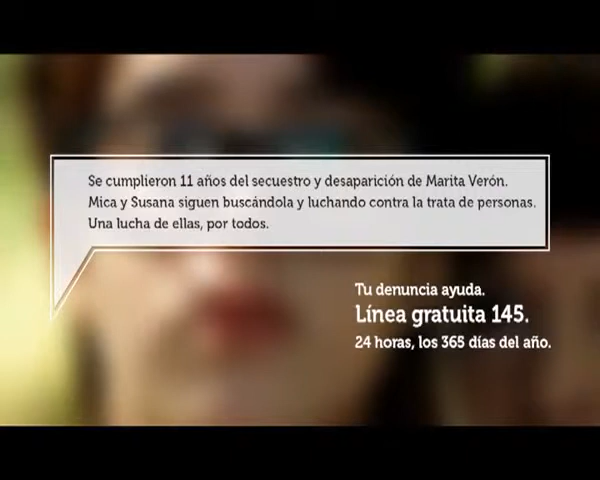 Se cumplieron 11 años del secuestro y desaparición de Marita Verón.
Mica y Susana siguen buscándola y luchando contra la trata de personas.
Una lucha de ellas, por todos.
Tu denuncia ayuda.
Línea gratuita 145.
24 horas, los 365 días del año.